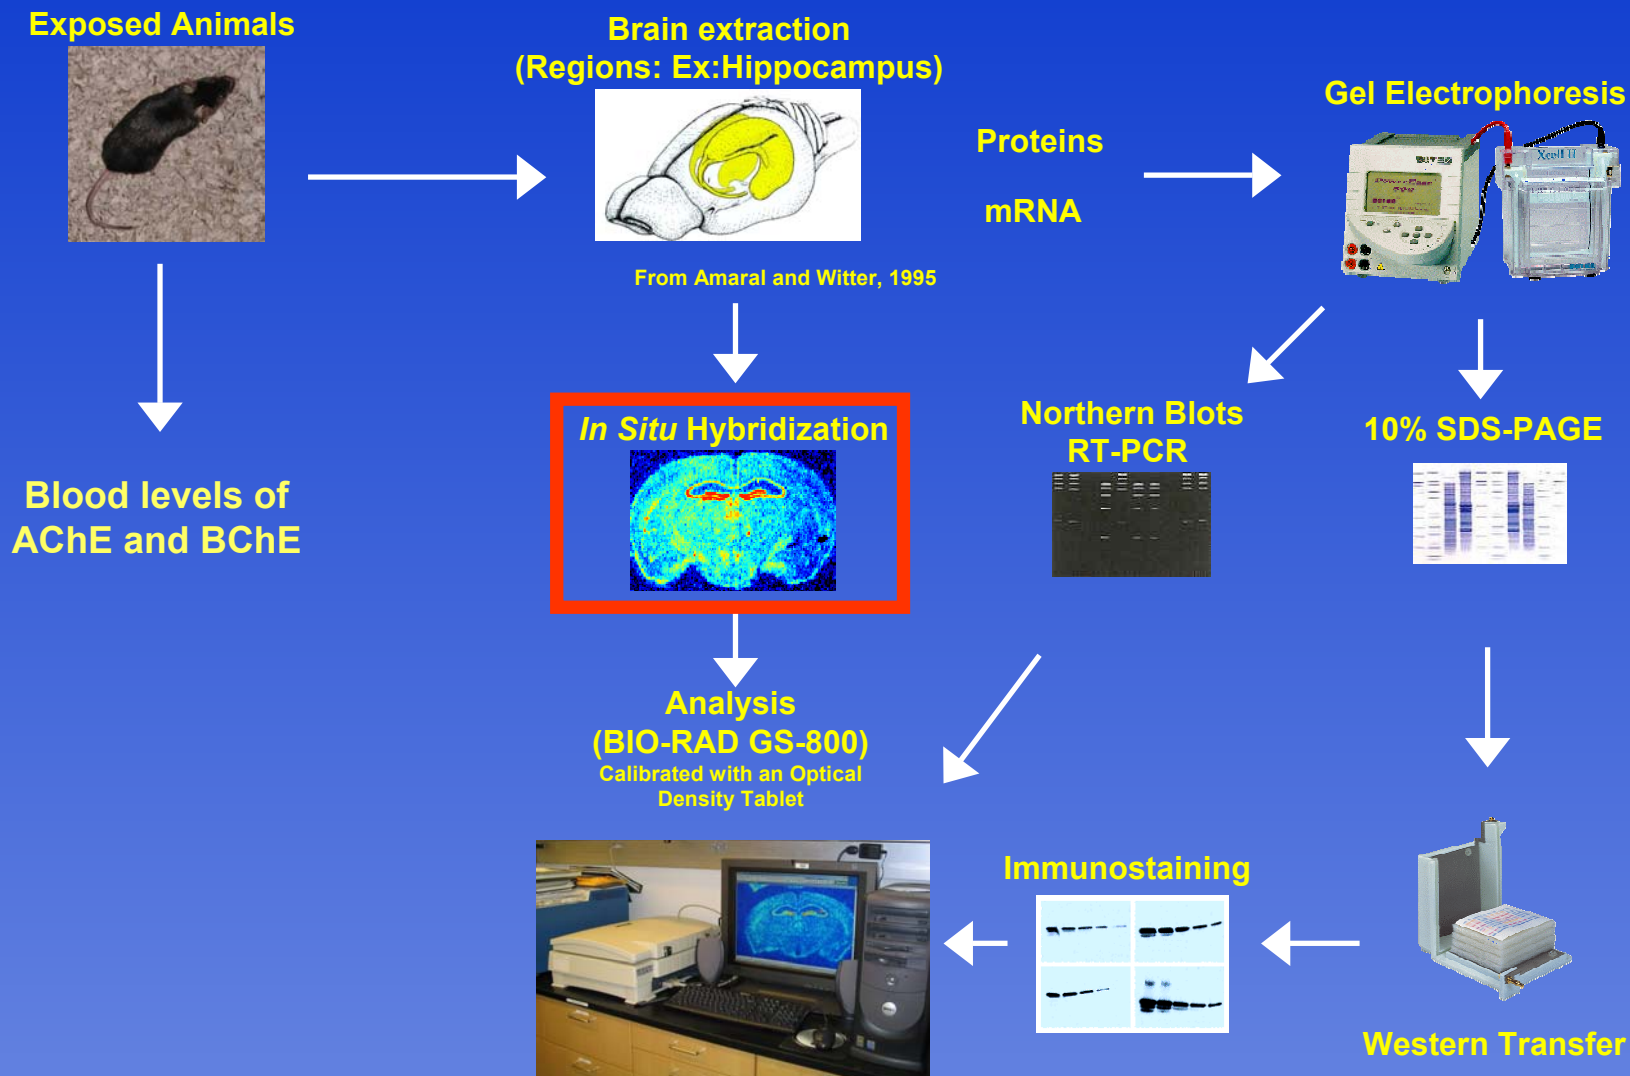 Exposed Animals
Brain extraction
(Regions: Ex:Hippocampus)
From Amaral and Witter, 1995
Proteins
mRNA
Gel Electrophoresis
Xcell II
In Situ Hybridization
Northern Blots
RT-PCR
10% SDS-PAGE
Blood levels of
AChE and BChE
Analysis
(BIO-RAD GS-800)
Calibrated with an Optical
Density Tablet
Immunostaining
Western Transfer